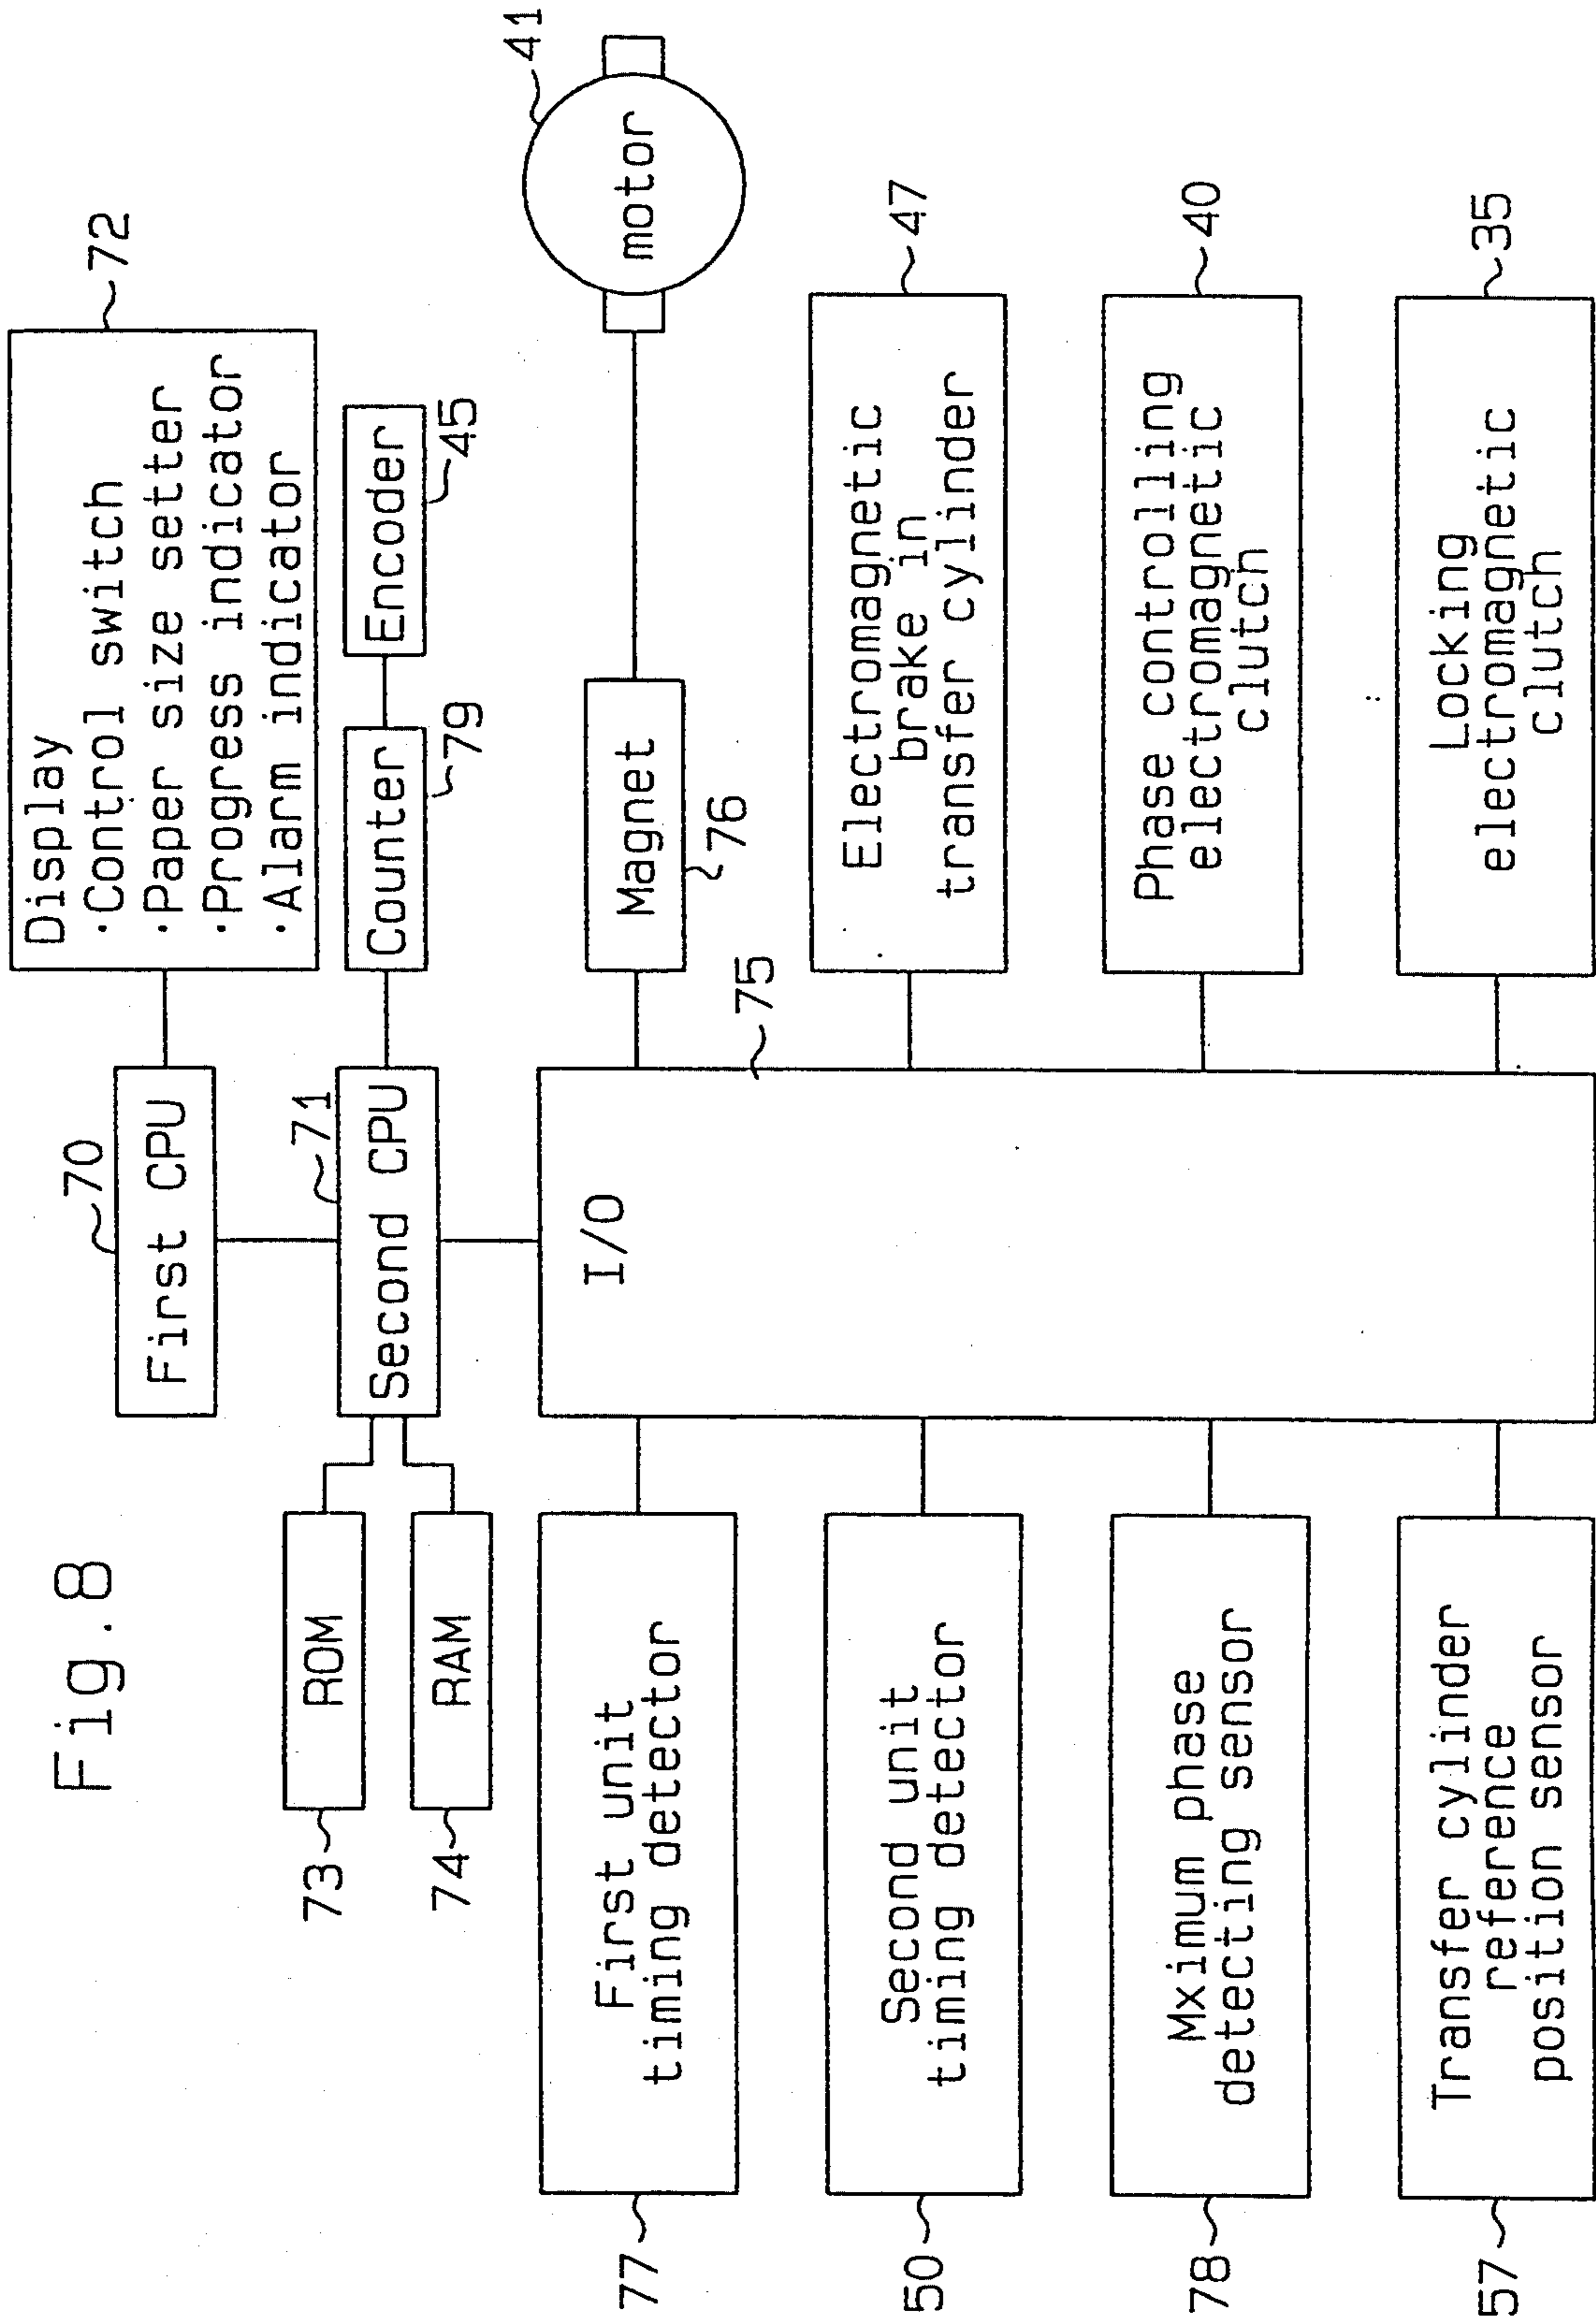 Fig.8
70
First CPU
72
Display
·Control switch
·Paper size setter
·Progress indicator
·Alarm indicator
73
ROM
74
RAM
71
Second CPU
Counter
79
Encoder
45
I/O
75
77
First unit
timing detector
Magnet
76
motor
41
50
Second unit
timing detector
Electromagnetic
brake in
transfer cylinder
47
78
Mximum phase
detecting sensor
Phase controlling
electromagnetic
clutch
40
57
Transfer cylinder
reference
position sensor
Locking
electromagnetic
clutch
35